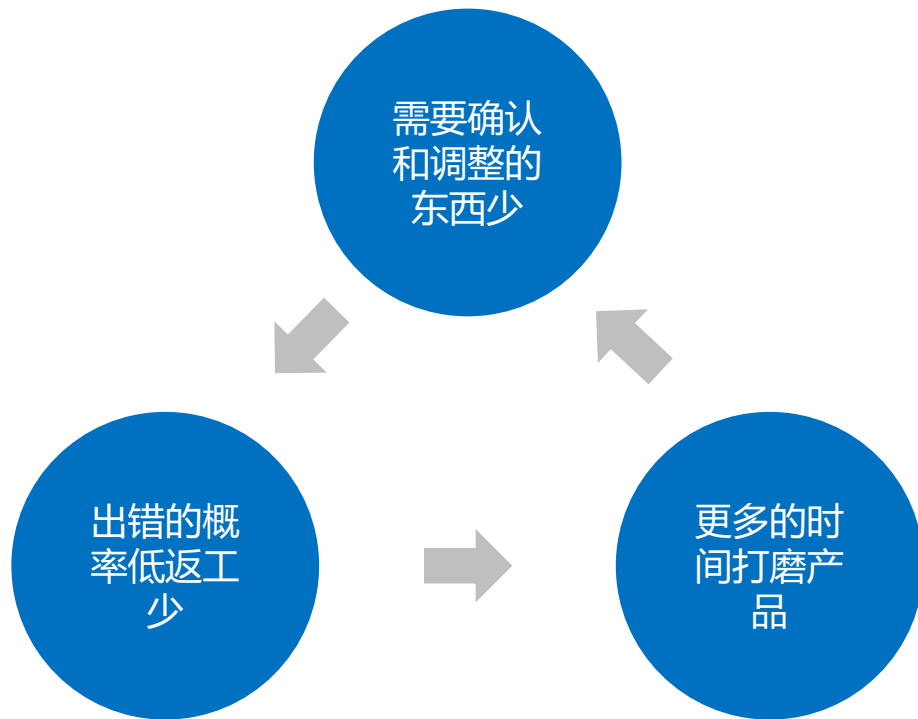 需要确认
和调整的
东西少
出错的概
率低返工
少
更多的时
间打磨产
品